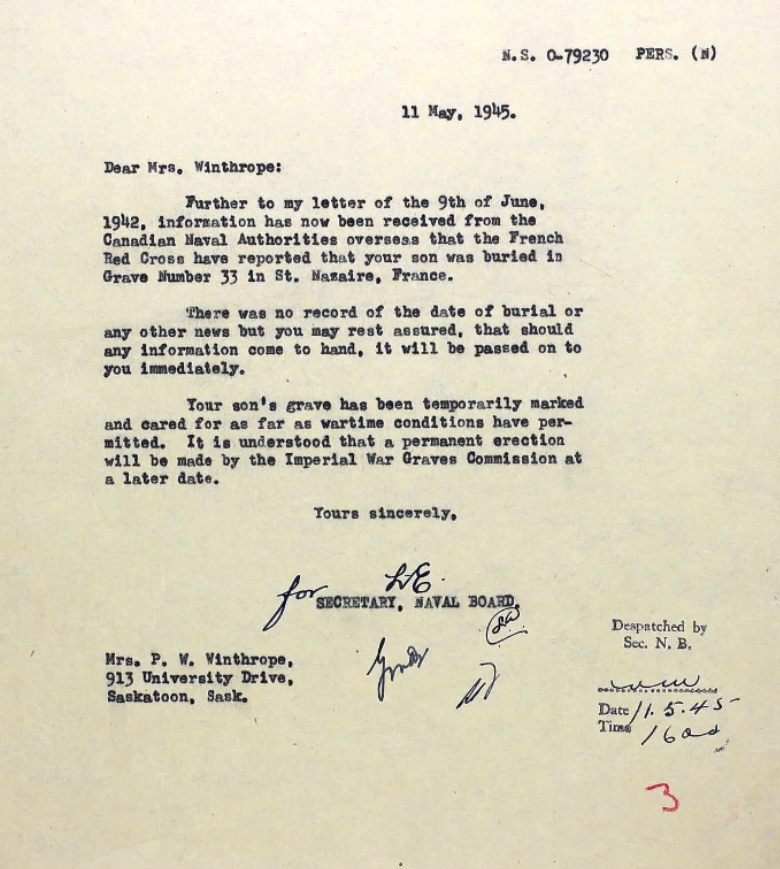 N.S. O-79230 PERS. (N)
11 May, 1945.
Dear Mrs. Winthrope:
Further to my letter of the 9th of June,
1942, information has now been received from the
Canadian Naval Authorities overseas that the French
Red Cross have reported that your son was buried in
Grave Number 33 in St. Nazaire, France.
There was no record of the date of burial or
any other news but you may rest assured, that should
any information come to hand, it will be passed on to
you immediately.
Your son's grave has been temporarily marked
and cared for as far as wartime conditions have per-
mitted. It is understood that a permanent erection
will be made by the Imperial War Graves Commission at
a later date.
Yours sincerely,
for
SECRETARY, NAVAL BOARD.
Despatched by
Sec. N. B.
Mrs. P. W. Winthrope,
913 University Drive,
Saskatoon, Sask.
Date 11.5.45
Time 1600
3